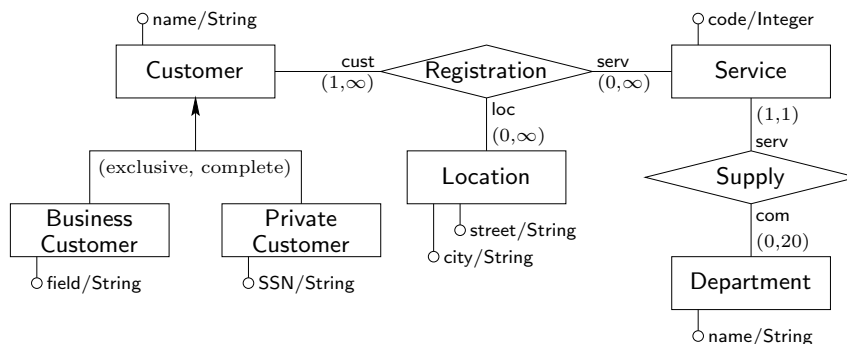 name/String
code/Integer
Customer
cust
(1,∞)
Registration
serv
(0,∞)
Service
loc
(0,∞)
(1,1)
serv
(exclusive, complete)
Location
Supply
Business
Customer
Private
Customer
street/String
city/String
com
(0,20)
field/String
SSN/String
Department
name/String